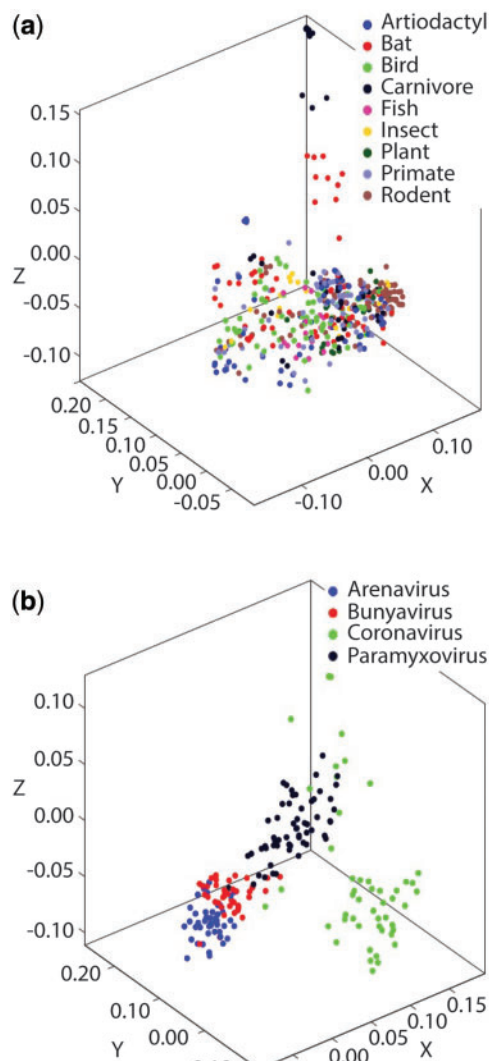 (a)
Artiodactyl
Bat
Bird
Carnivore
Fish
Insect
Plant
Primate
Rodent
0.15
0.10
0.05
0.00
Z
-0.05
-0.10
0.20
0.15
0.10
0.05
Y
0.00
-0.05
-0.10
0.00
X
0.10
(b)
Arenavirus
Bunyavirus
Coronavirus
Paramyxovirus
0.10
0.05
Z
0.00
-0.05
-0.10
0.20
0.10
Y
0.00
0.00
0.05
X
0.10
0.15